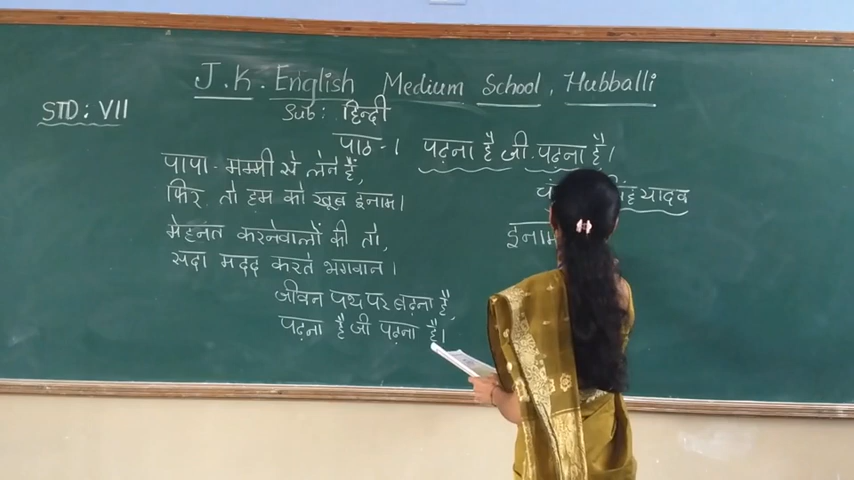 J.K. English Medium School, Hubballi
STD: VII
Sub: हिन्दी
पाठ-1 पढ़ना है जी पढ़ना है।
यादव
पापा-मम्मी से लेने हैं,
फिर तो हम को खूब इनाम।
मेहनत करनेवालों की तो,
सदा मदद करते भगवान।
जीवन पथ पर बढ़ना है,
पढ़ना है जी पढ़ना है।
इनाम